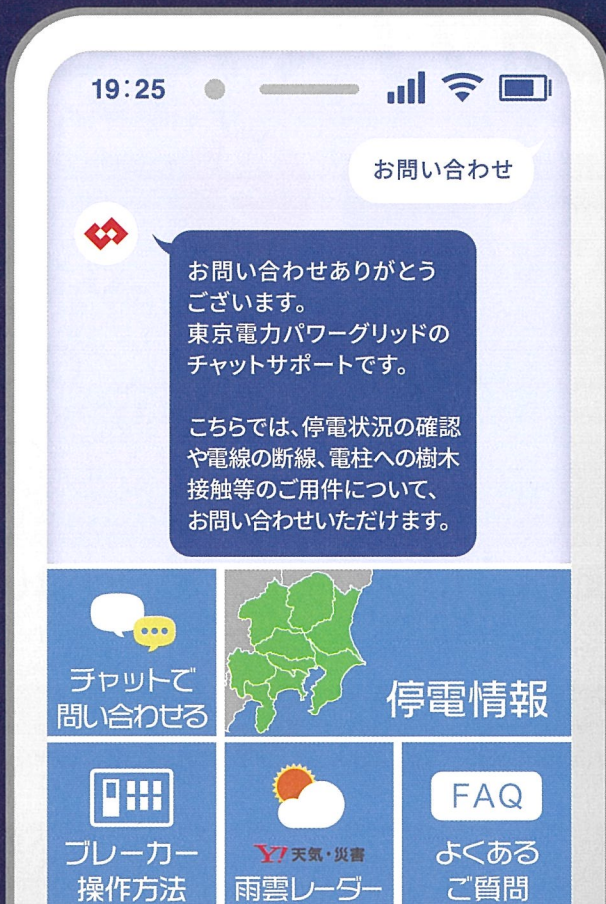 19:25
お問い合わせ
お問い合わせありがとう
ございます。
東京電力パワーグリッドの
チャットサポートです。
こちらでは、停電状況の確認
や電線の断線、電柱への樹木
接触等のご用件について、
お問い合わせいただけます。
チャットで
問い合わせる
停電情報
ブレーカー
操作方法
Y! 天気・災害
雨雲レーダー
FAQ
よくある
ご質問